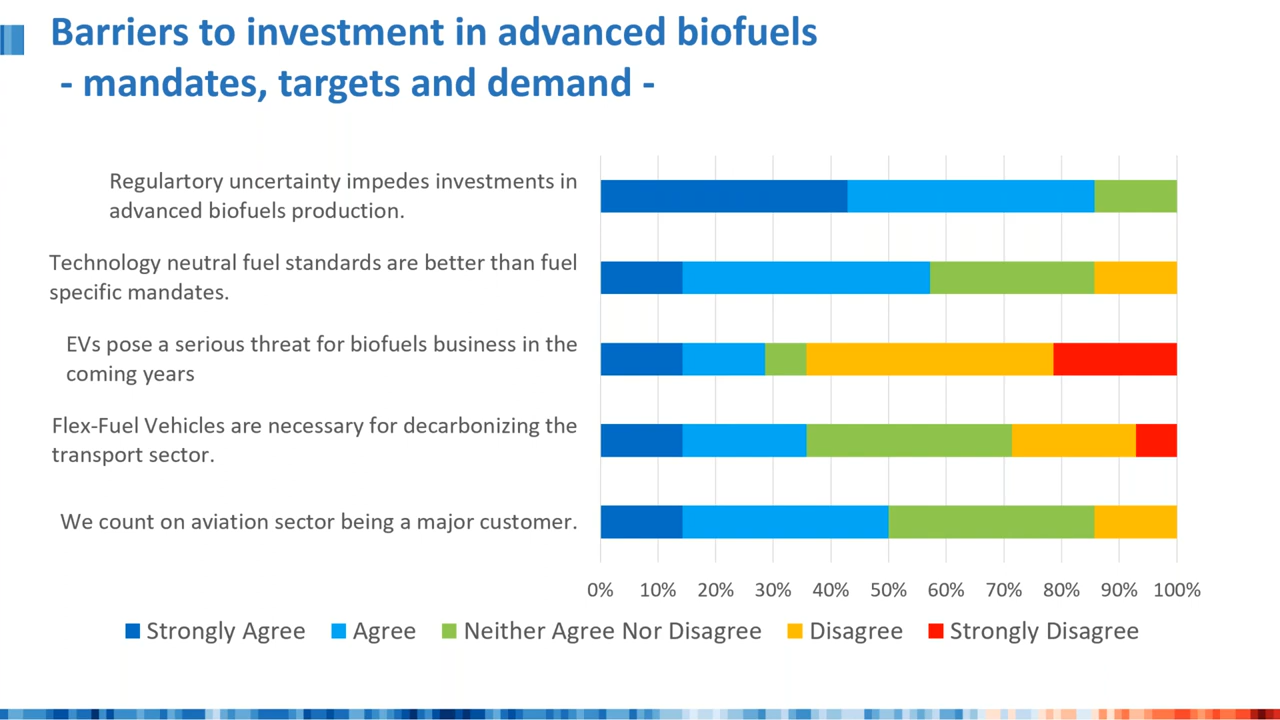 Barriers to investment in advanced biofuels
- mandates, targets and demand -
Regulartory uncertainty impedes investments in
advanced biofuels production.
Technology neutral fuel standards are better than fuel
specific mandates.
EVs pose a serious threat for biofuels business in the
coming years
Flex-Fuel Vehicles are necessary for decarbonizing the
transport sector.
We count on aviation sector being a major customer.
0% 10% 20% 30% 40% 50% 60% 70% 80% 90% 100%
Strongly Agree Agree Neither Agree Nor Disagree Disagree Strongly Disagree